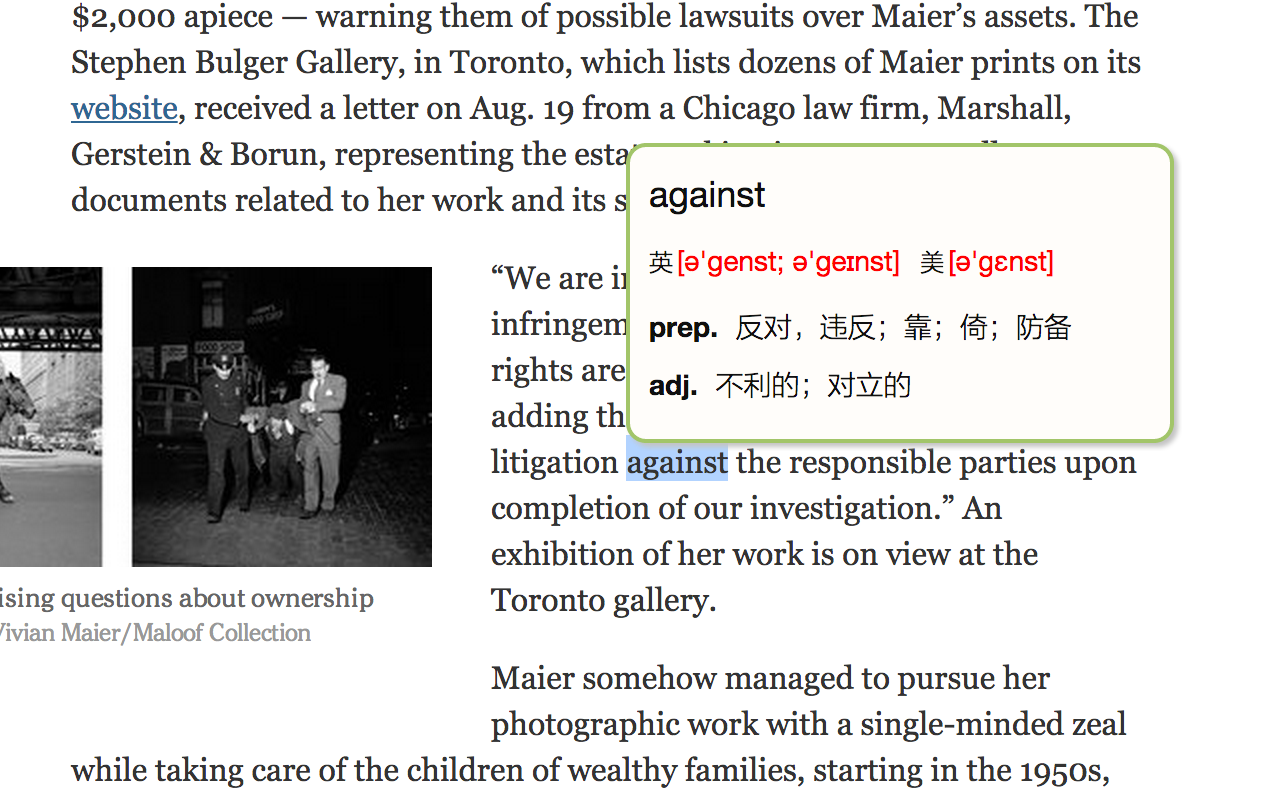 $2,000 apiece — warning them of possible lawsuits over Maier’s assets. The
Stephen Bulger Gallery, in Toronto, which lists dozens of Maier prints on its
website, received a letter on Aug. 19 from a Chicago law firm, Marshall,
Gerstein & Borun, representing the
documents related to her work and its
against
英[ə'genst; ə'geɪnst] 美[ə'gɛnst]
prep. 反对，违反；靠；倚；防备
adj. 不利的；对立的
“We are
rights are
adding
litigation against the responsible parties upon
completion of our investigation.” An
exhibition of her work is on view at the
Toronto gallery.
FOOD SHOP
ising questions about ownership
Vivian Maier/Maloof Collection
Maier somehow managed to pursue her
photographic work with a single-minded zeal
while taking care of the children of wealthy families, starting in the 1950s,